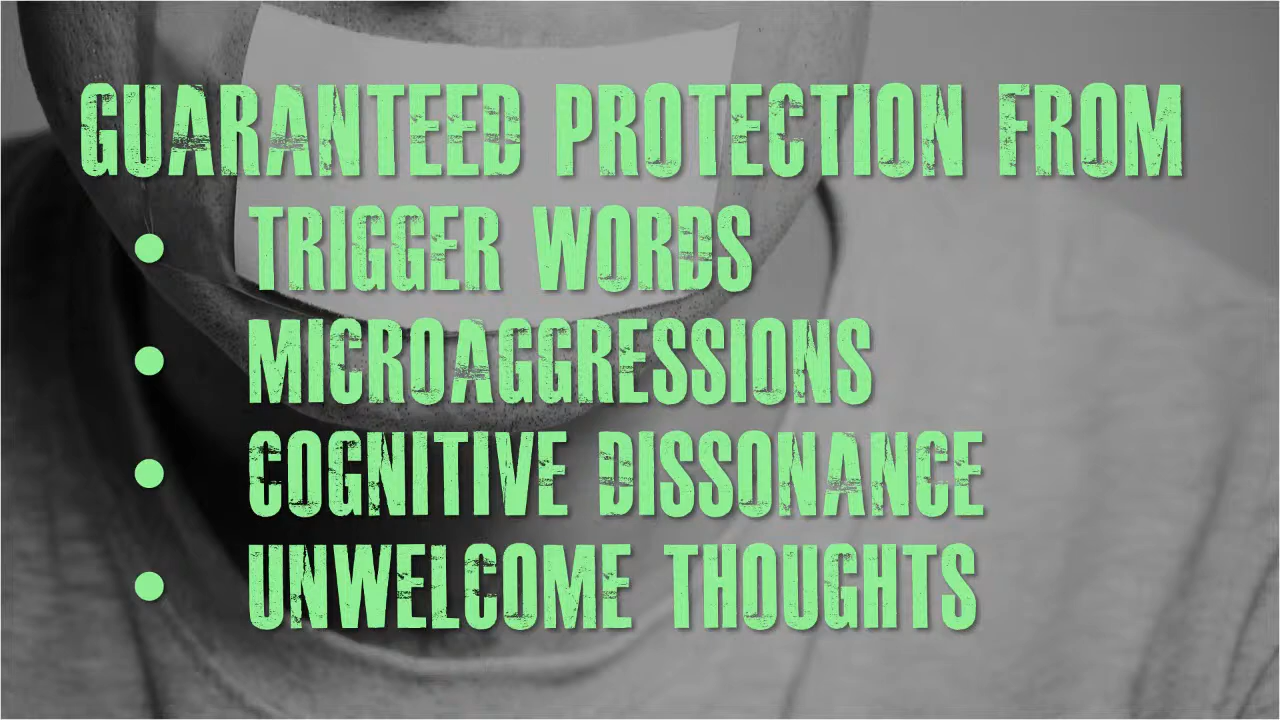 GUARANTEED PROTECTION FROM
• TRIGGER WORDS
• MICROAGGRESSIONS
• COGNITIVE DISSONANCE
• UNWELCOME THOUGHTS